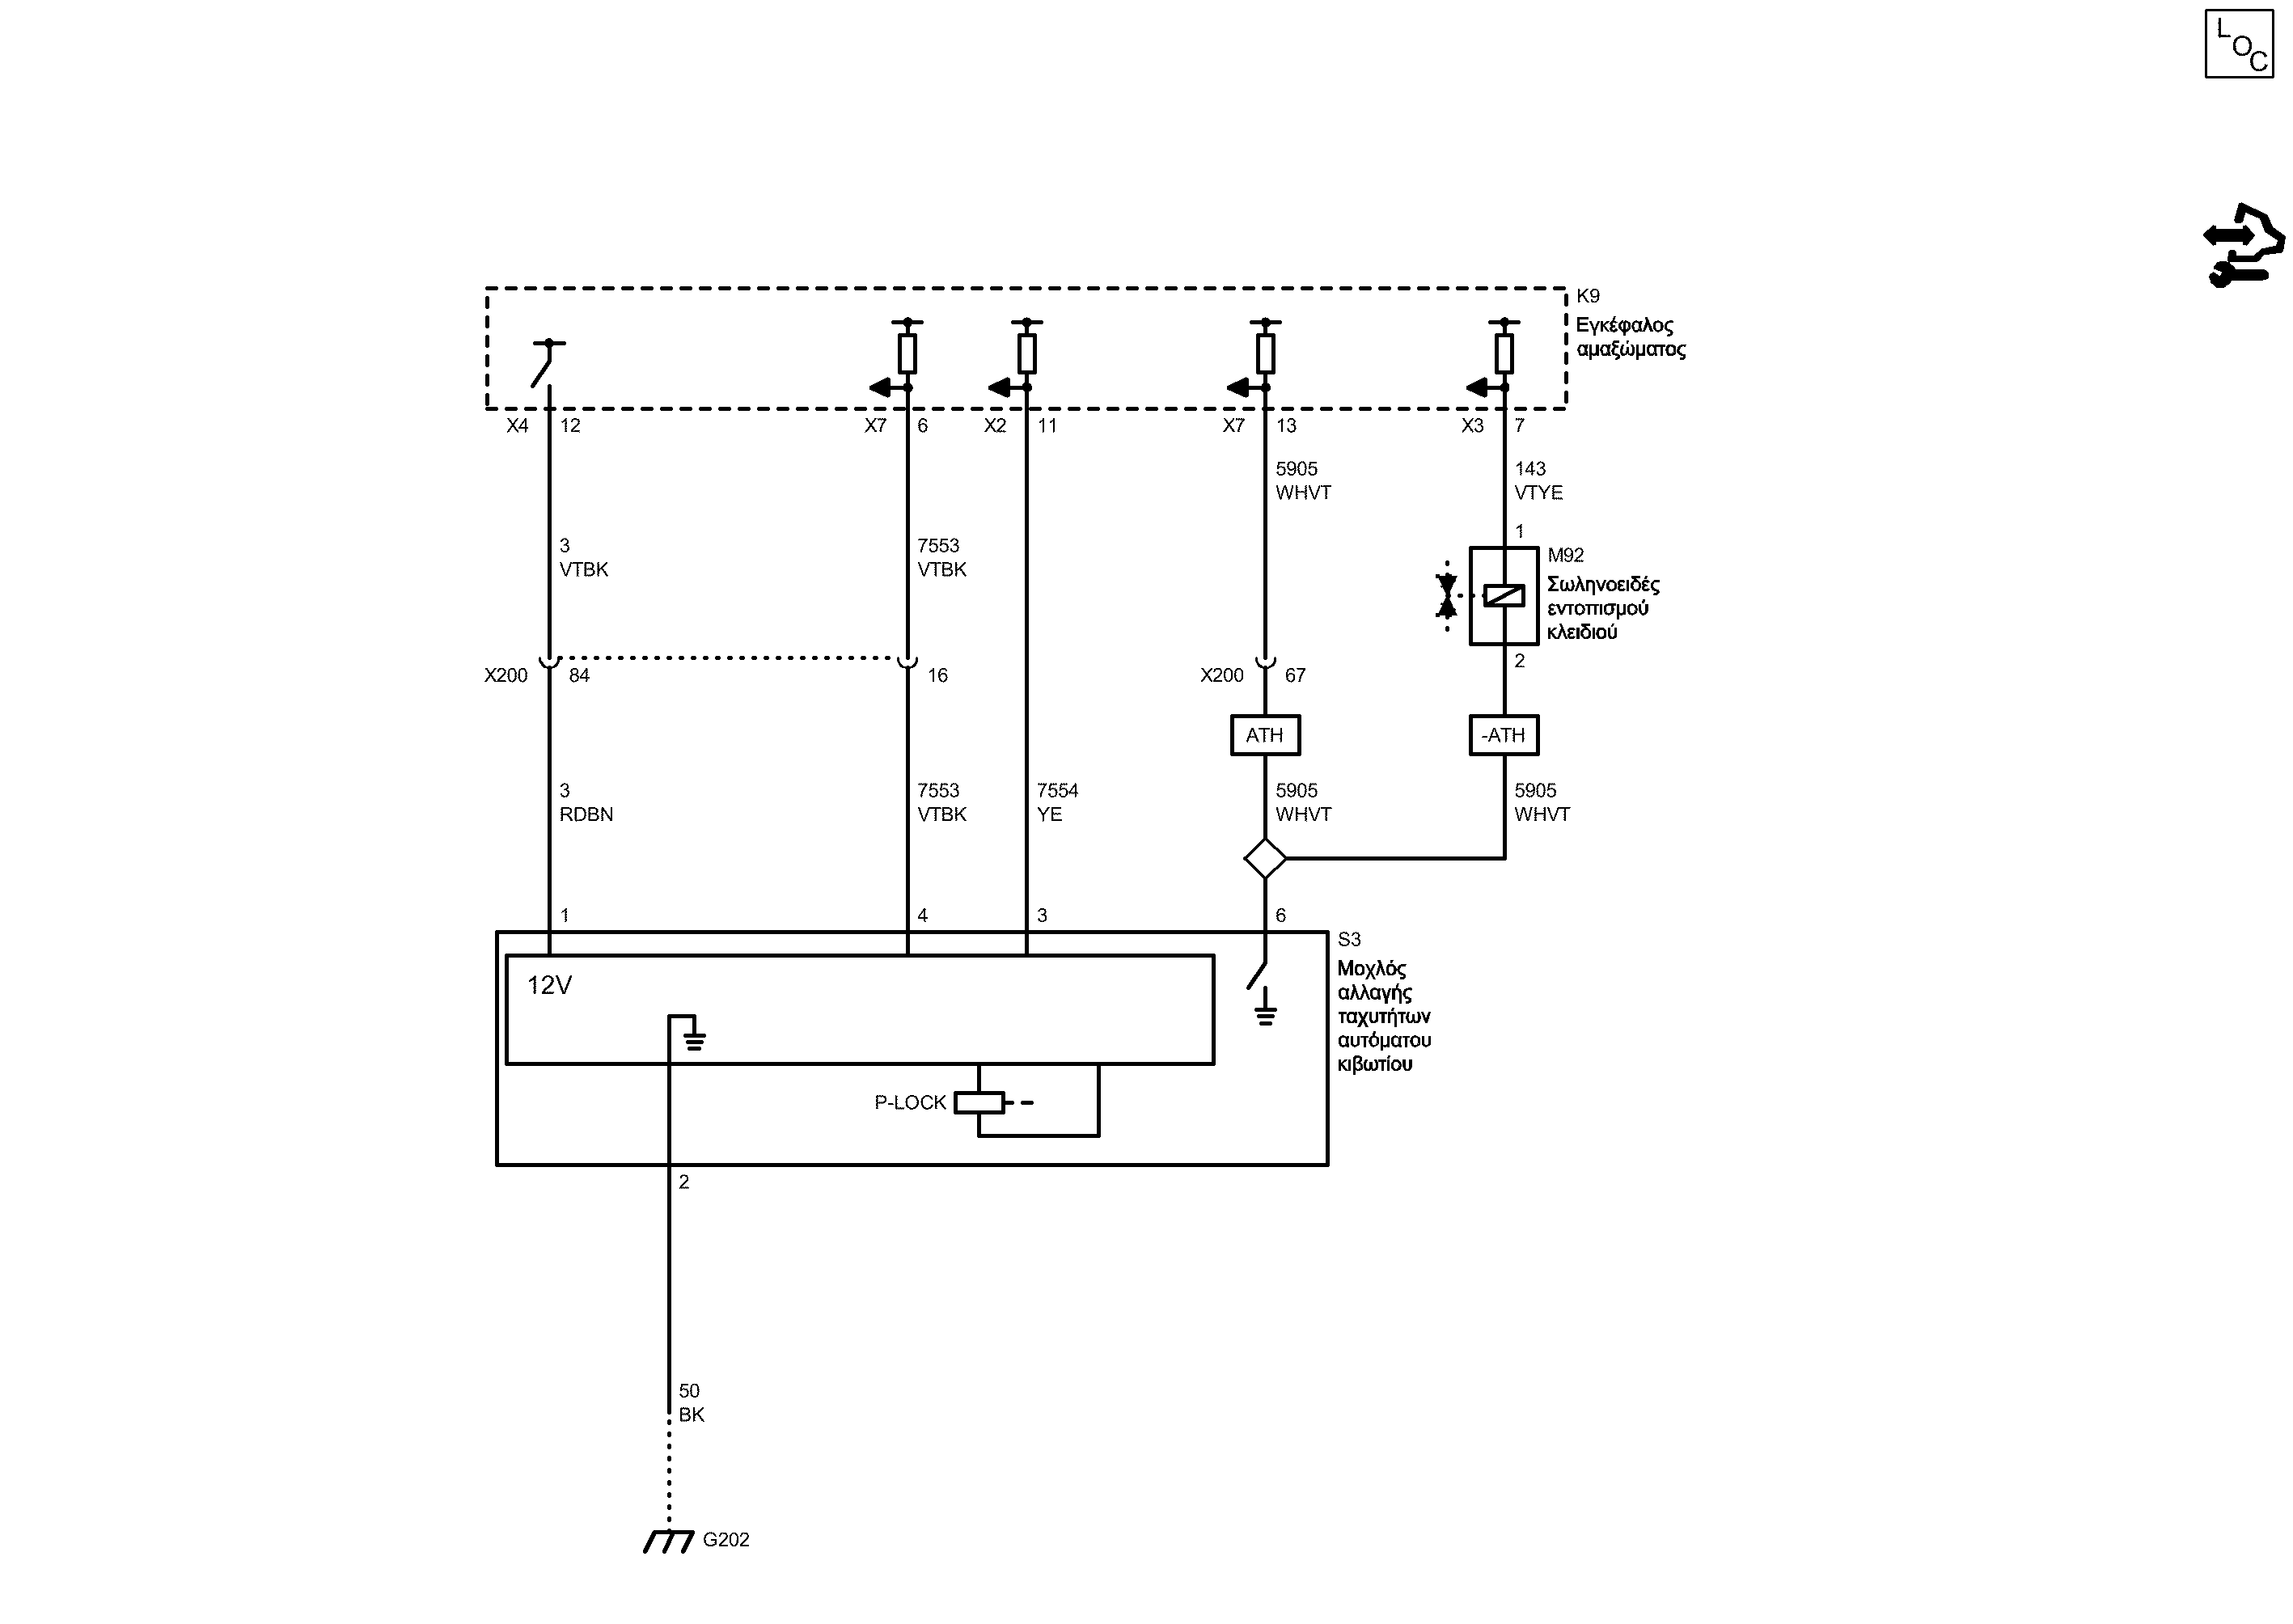 L
O
C
K9
Εγκέφαλος
αμαξώματος
X4 12 X7 6 X2 11 X7 13 X3 7
5905 143
WHVT VTYE
1
3 7553 M92
VTBK VTBK Σωληνοειδές
εντοπισμού
κλειδιού
2
X200 84 16 X200 67
ATH -ATH
3 7553 7554 5905 5905
RDBN VTBK YE WHVT WHVT
1 4 3 6
S3
12V Μοχλός
αλλαγής
ταχυτήτων
αυτόματου
κιβωτίου
P-LOCK
2
50
BK
G202